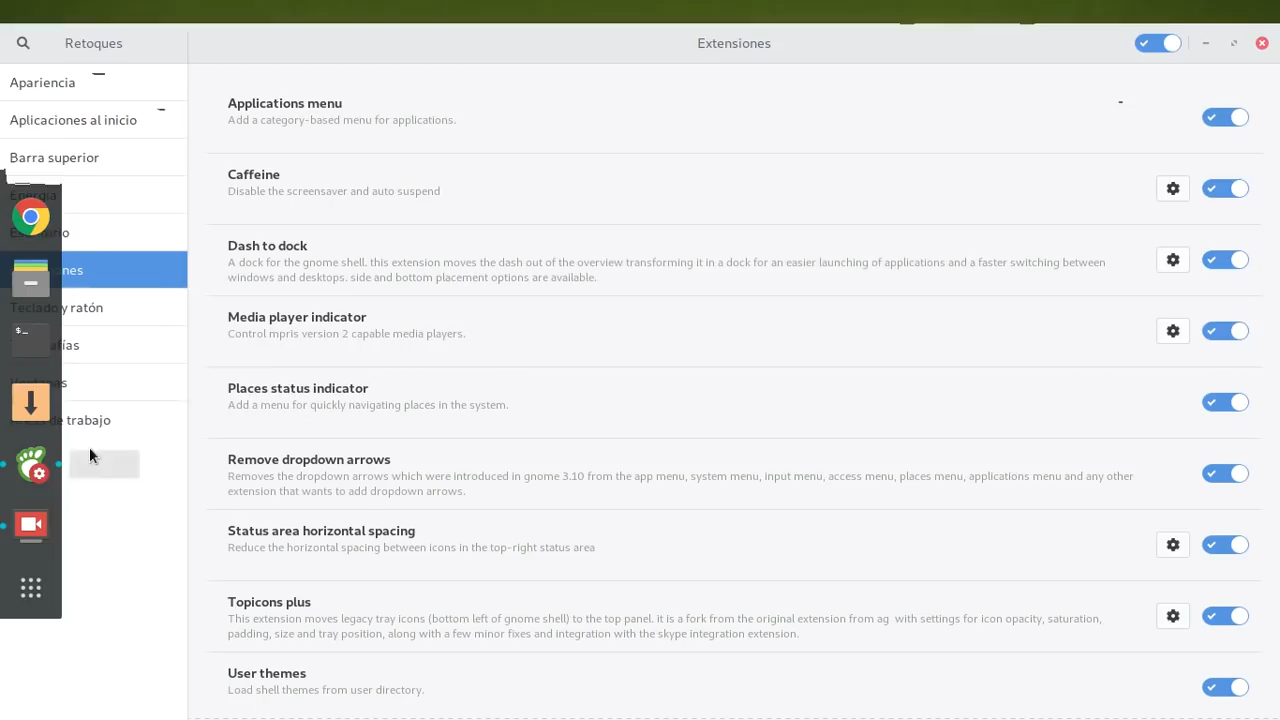 Retoques
Extensiones
Apariencia
Aplicaciones al inicio
Barra superior
Energía
Teclado y ratón
de trabajo
Applications menu
Add a category-based menu for applications.
Caffeine
Disable the screensaver and auto suspend
Dash to dock
A dock for the gnome shell. this extension moves the dash out of the overview transforming it in a dock for an easier launching of applications and a faster switching between
windows and desktops. side and bottom placement options are available.
Media player indicator
Control mpris version 2 capable media players.
Places status indicator
Add a menu for quickly navigating places in the system.
Remove dropdown arrows
Removes the dropdown arrows which were introduced in gnome 3.10 from the app menu, system menu, input menu, access menu, places menu, applications menu and any other
extension that wants to add dropdown arrows.
Status area horizontal spacing
Reduce the horizontal spacing between icons in the top-right status area
Topicons plus
This extension moves legacy tray icons (bottom left of gnome shell) to the top panel. it is a fork from the original extension from ag  with settings for icon opacity, saturation,
padding, size and tray position, along with a few minor fixes and integration with the skype integration extension.
User themes
Load shell themes from user directory.